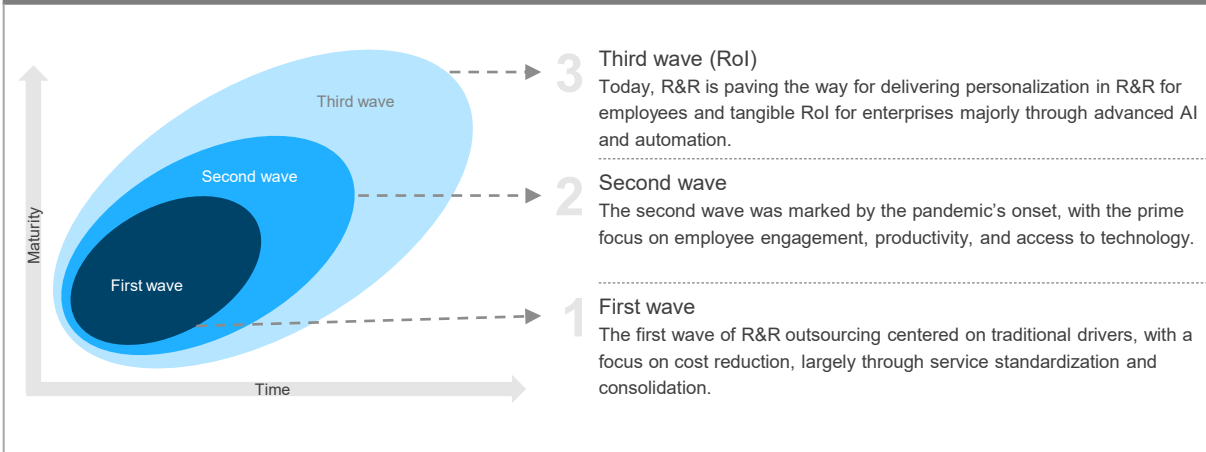 Third wave
Second wave
First wave
Maturity
Time
3
Third wave (RoI)
Today, R&R is paving the way for delivering personalization in R&R for
employees and tangible RoI for enterprises majorly through advanced AI
and automation.
2
Second wave
The second wave was marked by the pandemic’s onset, with the prime
focus on employee engagement, productivity, and access to technology.
1
First wave
The first wave of R&R outsourcing centered on traditional drivers, with a
focus on cost reduction, largely through service standardization and
consolidation.